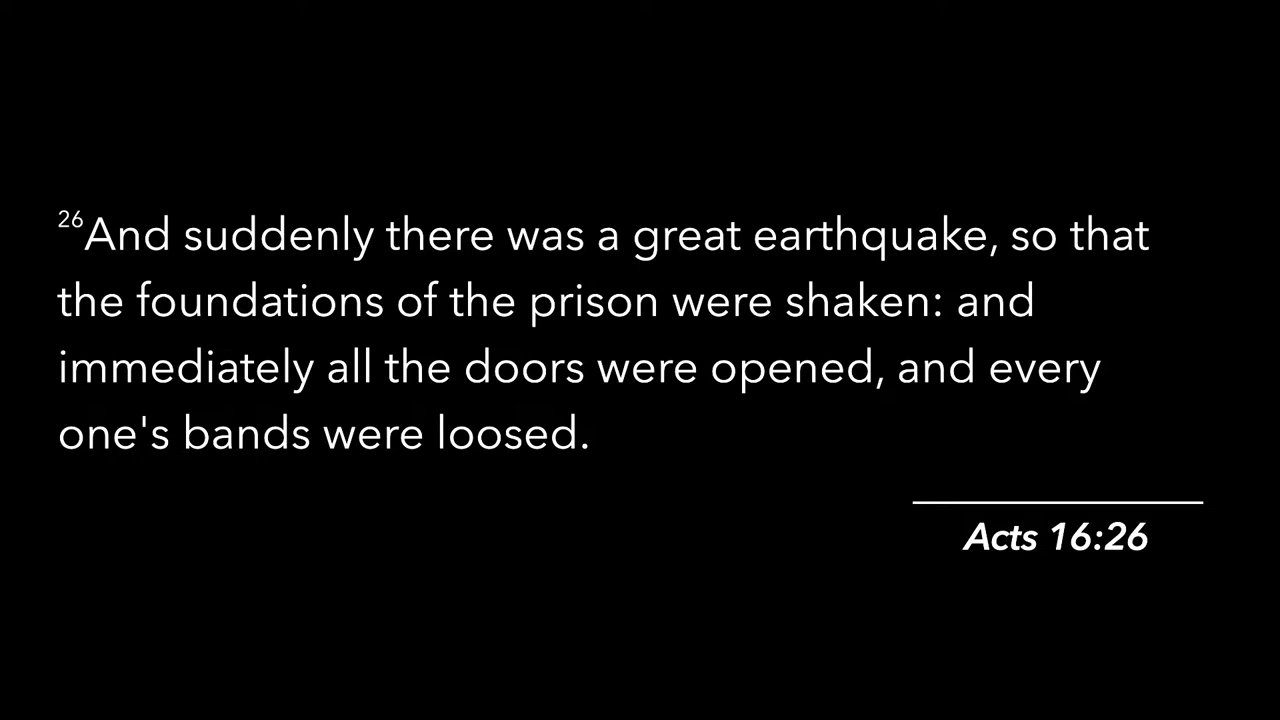 26And suddenly there was a great earthquake, so that
the foundations of the prison were shaken: and
immediately all the doors were opened, and every
one's bands were loosed.
Acts 16:26